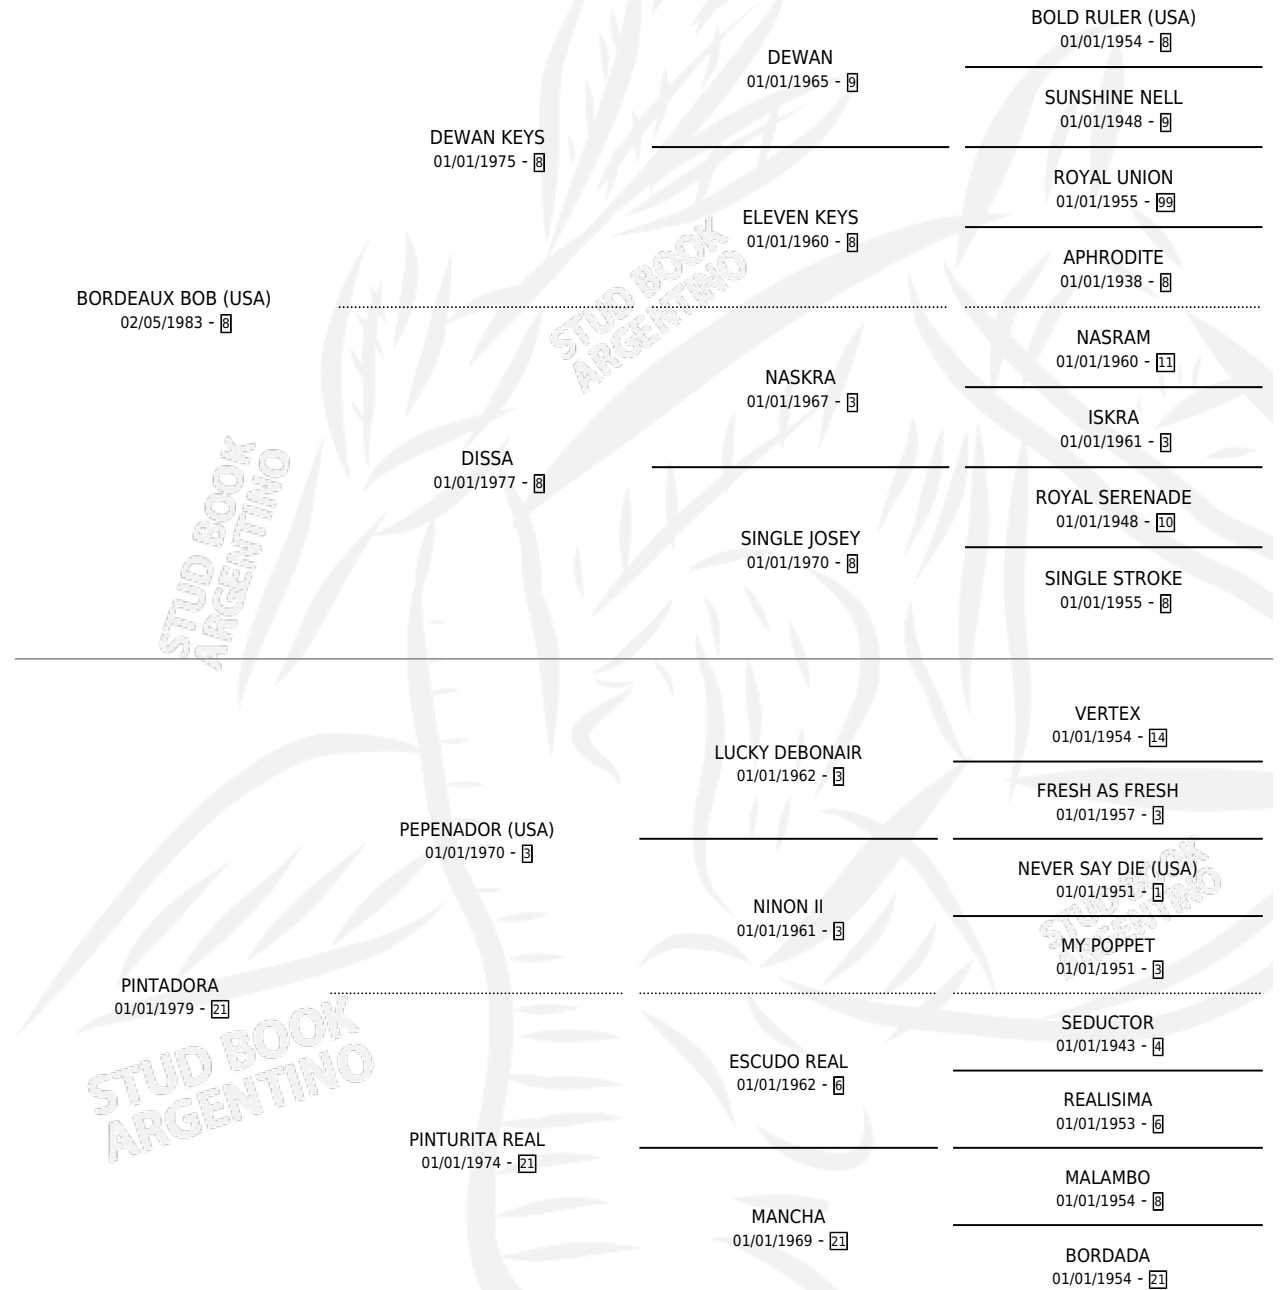 BOLD RULER (USA)
01/01/1954 - 8
DEWAN
01/01/1965 - 9
SUNSHINE NELL
01/01/1948 - 9
DEWAN KEYS
01/01/1975 - 8
ROYAL UNION
01/01/1955 - 99
ELEVEN KEYS
01/01/1960 - 8
APHRODITE
01/01/1938 - 8
BORDEAUX BOB (USA)
02/05/1983 - 8
STUD BOOK
ARGENTINO
NASRAM
01/01/1960 - 11
NASKRA
01/01/1967 - 3
ISKRA
01/01/1961 - 3
DISSA
01/01/1977 - 8
ROYAL SERENADE
01/01/1948 - 10
SINGLE JOSEY
01/01/1970 - 8
SINGLE STROKE
01/01/1955 - 8
STUD BOOK
ARGENTINO
VERTEX
01/01/1954 - 14
LUCKY DEBONAIR
01/01/1962 - 3
FRESH AS FRESH
01/01/1957 - 3
PEPENADOR (USA)
01/01/1970 - 3
NEVER SAY DIE (USA)
01/01/1951 - 1
NINON II
01/01/1961 - 3
STUD BOOK
ARGENTINO
MY POPPET
01/01/1951 - 3
PINTADORA
01/01/1979 - 21
SEDUCTOR
01/01/1943 - 4
ESCUDO REAL
01/01/1962 - 6
STUD BOOK
ARGENTINO
REALISIMA
01/01/1953 - 6
PINTURITA REAL
01/01/1974 - 21
MALAMBO
01/01/1954 - 8
MANCHA
01/01/1969 - 21
BORDADA
01/01/1954 - 21